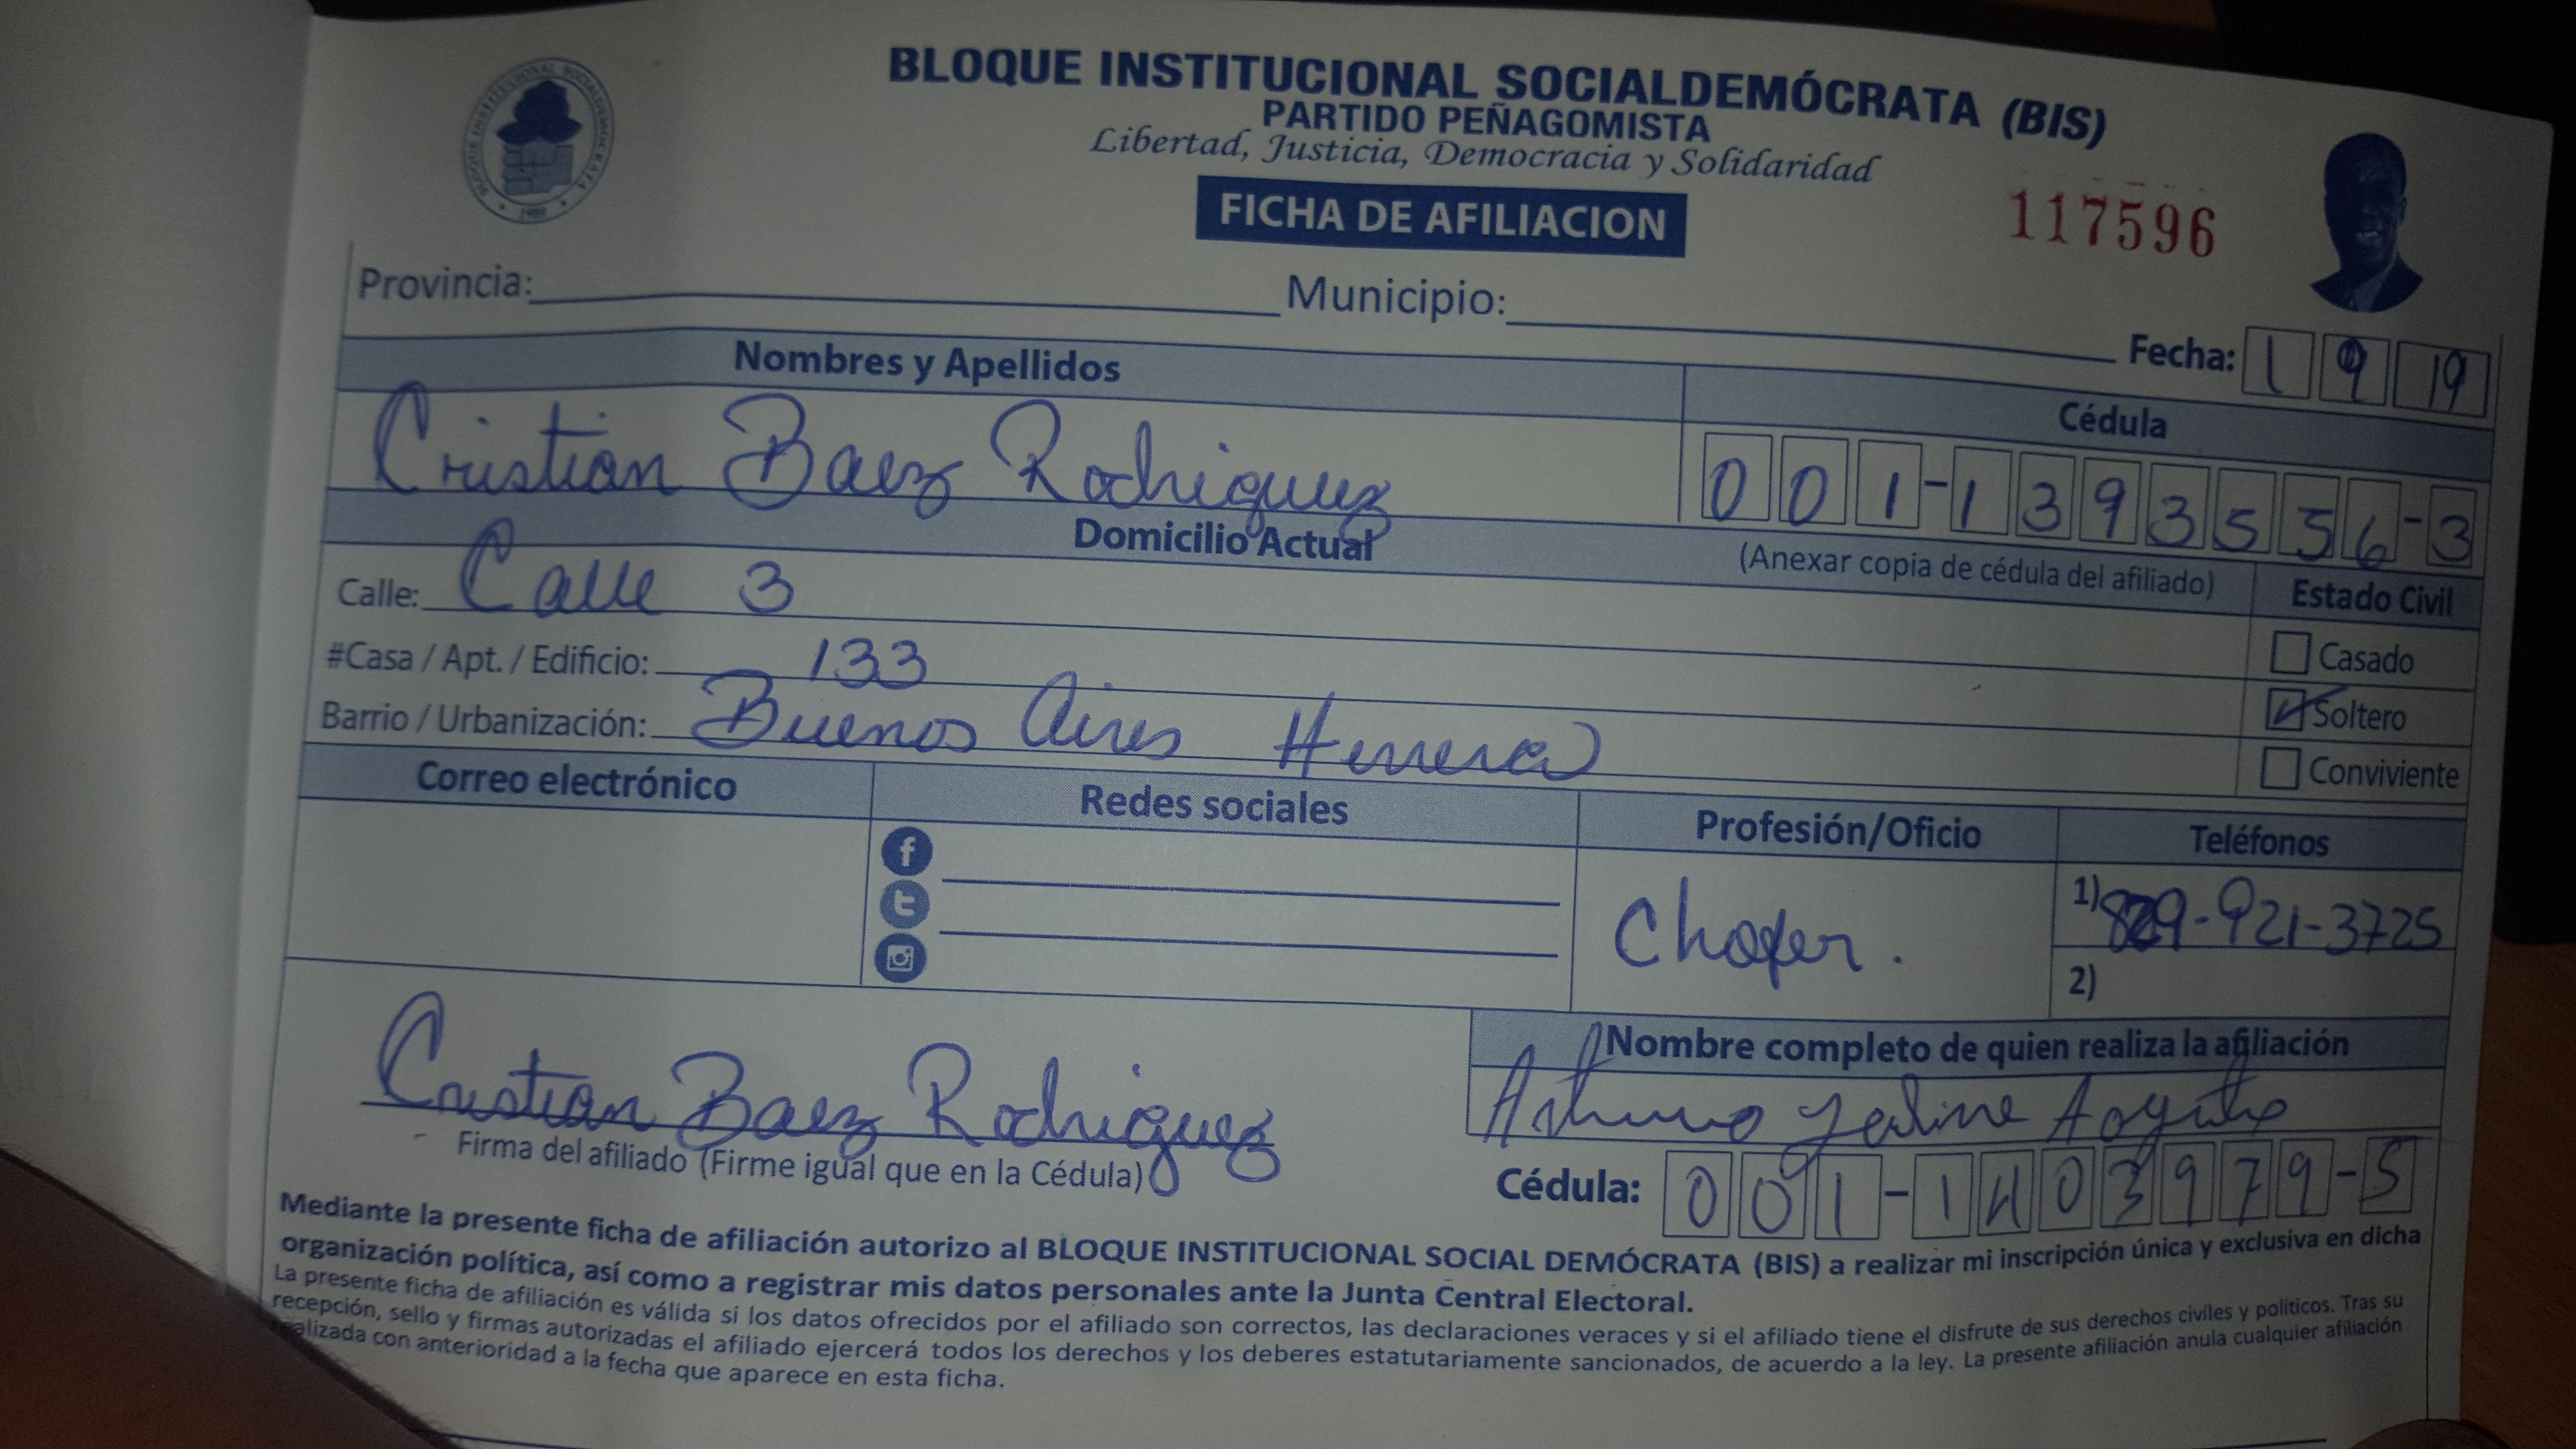 BLOQUE INSTITUCIONAL SOCIALDEMOCRATA
1989
BLOQUE INSTITUCIONAL SOCIALDEMÓCRATA (BIS)
PARTIDO PEÑAGOMISTA
Libertad, Justicia, Democracia y Solidaridad
FICHA DE AFILIACION
117596
Provincia: Municipio:
Fecha: 1 9 19
Nombres y Apellidos
Cédula
Cristian Baez Rodriguez
001-1393556-3
Domicilio Actual
(Anexar copia de cédula del afiliado)
Estado Civil
Calle: Calle 3
Casado
#Casa / Apt. / Edificio: 133
Soltero
Barrio / Urbanización: Buenos Aires Herrera
Conviviente
Correo electrónico
Redes sociales
Profesión/Oficio
Teléfonos
Chofer.
1) 829-921-3725
2)
Nombre completo de quien realiza la afiliación
Arturo
Cristian Baez Rodriguez
Firma del afiliado (Firme igual que en la Cédula)
Cédula: 001-1403979-5
Mediante la presente ficha de afiliación autorizo al BLOQUE INSTITUCIONAL SOCIAL DEMÓCRATA (BIS) a realizar mi inscripción única y exclusiva en dicha
organización política, así como a registrar mis datos personales ante la Junta Central Electoral.
La presente ficha de afiliación es válida si los datos ofrecidos por el afiliado son correctos, las declaraciones veraces y si el afiliado tiene el disfrute de sus derechos civiles y políticos. Tras su
recepción, sello y firmas autorizadas el afiliado ejercerá todos los derechos y los deberes estatutariamente sancionados, de acuerdo a la ley. La presente afiliación anula cualquier afiliación
realizada con anterioridad a la fecha que aparece en esta ficha.